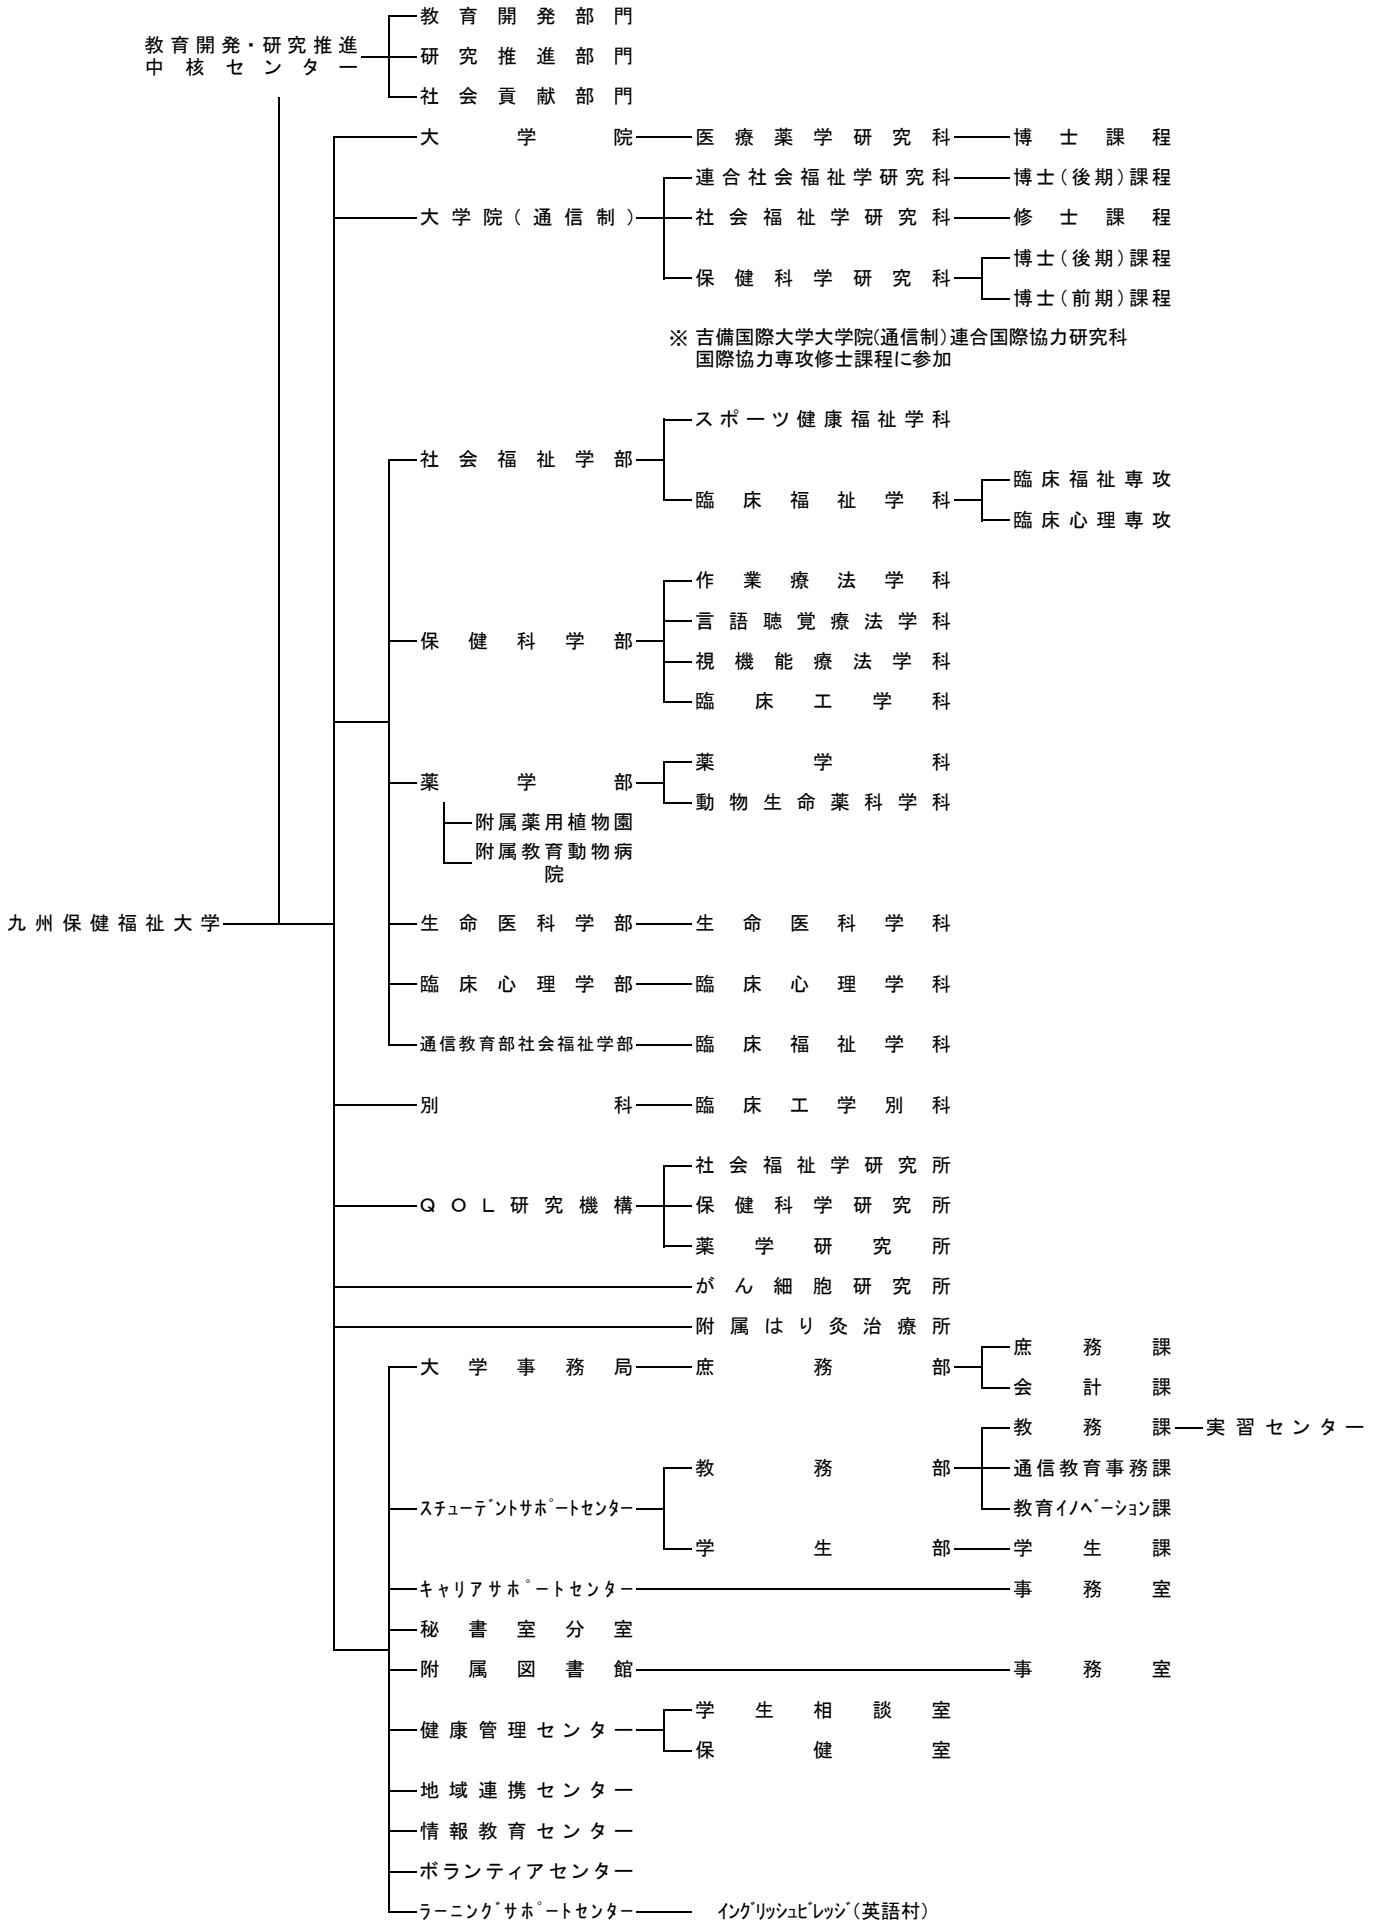 教育開発部門
教育開発・研究推進
中核センター
研究推進部門
社会貢献部門
大学院 医療薬学研究科 博士課程
連合社会福祉学研究科 博士(後期)課程
大学院(通信制) 社会福祉学研究科 修士課程
博士(後期)課程
保健科学研究科
博士(前期)課程
※ 吉備国際大学大学院(通信制)連合国際協力研究科
国際協力専攻修士課程に参加
スポーツ健康福祉学科
社会福祉学部
臨床福祉専攻
臨床福祉学科
臨床心理専攻
作業療法学科
言語聴覚療法学科
保健科学部
視機能療法学科
臨床工学科
薬学科
薬学部
動物生命薬科学科
附属薬用植物園
附属教育動物病
院
九州保健福祉大学 生命医科学部 生命医科学科
臨床心理学部 臨床心理学科
通信教育部社会福祉学部 臨床福祉学科
別科 臨床工学別科
社会福祉学研究所
QOL研究機構 保健科学研究所
薬学研究所
がん細胞研究所
附属はり灸治療所
庶務課
大学事務局 庶務部
会計課
教務課 実習センター
教務部 通信教育事務課
スチューデントサポートセンター 教育イノベーション課
学生部 学生課
キャリアサポートセンター 事務室
秘書室分室
附属図書館 事務室
学生相談室
健康管理センター
保健室
地域連携センター
情報教育センター
ボランティアセンター
ラーニングサポートセンター イングリッシュビレッジ(英語村)